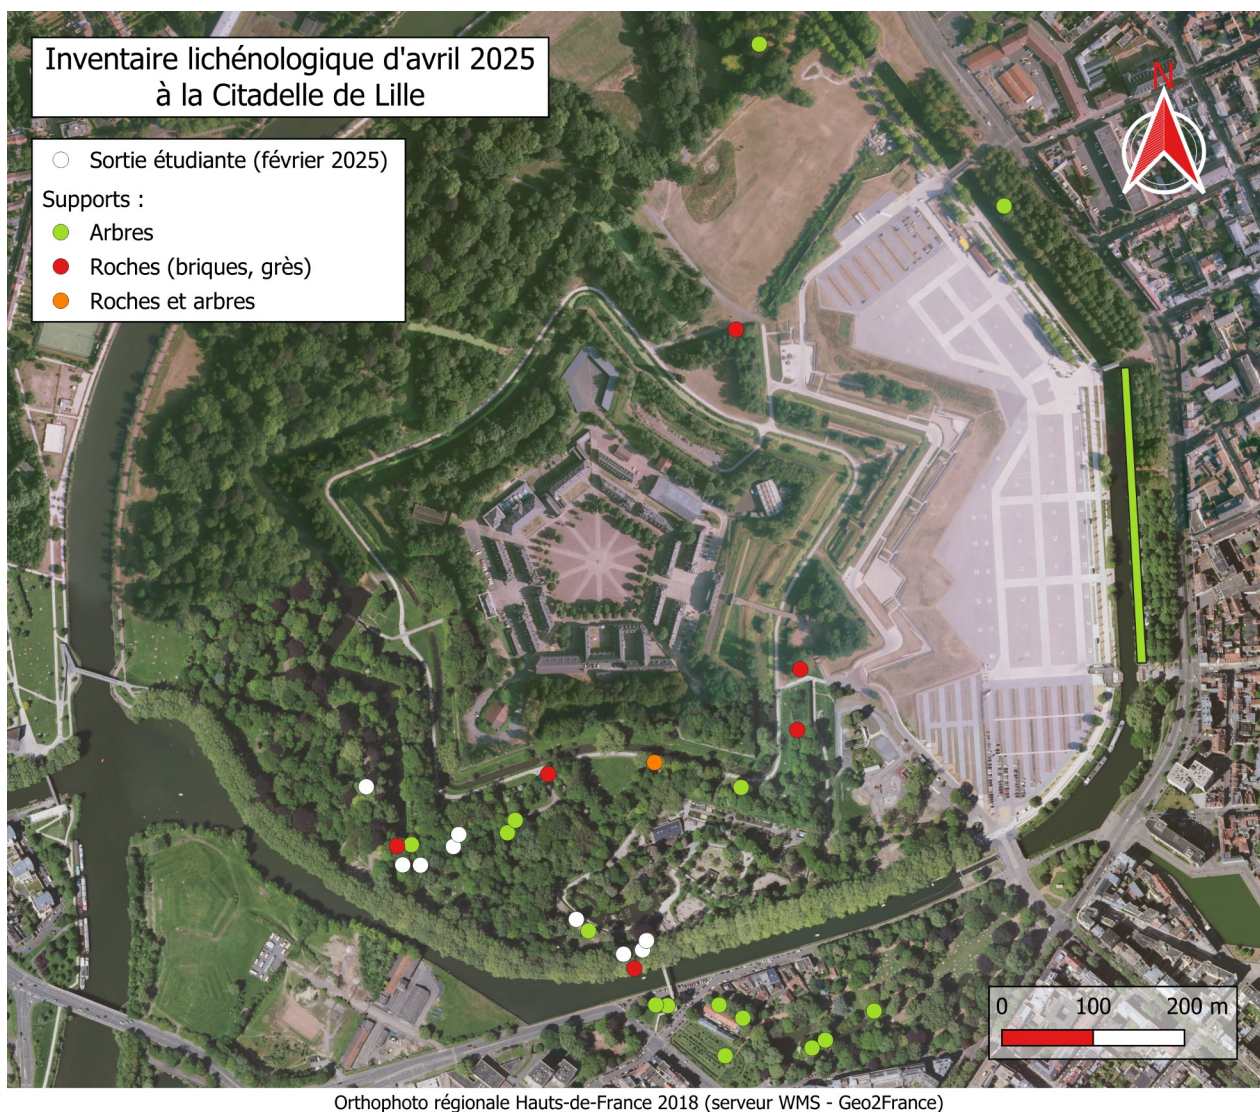 Inventaire lichénologique d'avril 2025
à la Citadelle de Lille
Sortie étudiante (février 2025)
Supports :
Arbres
Roches (briques, grès)
Roches et arbres
N
0 100 200 m
Orthophoto régionale Hauts-de-France 2018 (serveur WMS - Geo2France)